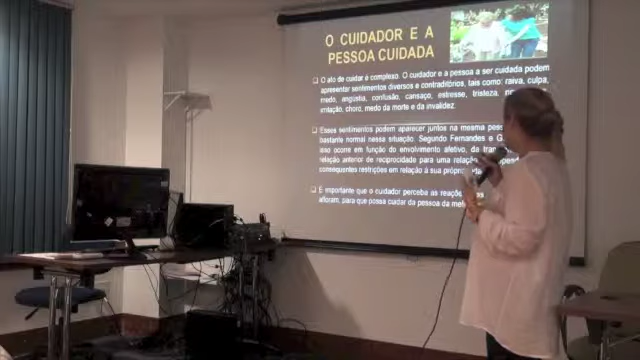 O CUIDADOR E A
PESSOA CUIDADA
O ato de cuidar é complexo. O cuidador e a pessoa a ser cuidada podem
apresentar sentimentos diversos e contraditórios, tais como: raiva, culpa,
medo, angústia, confusão, cansaço, estresse, tristeza,
irritação, choro, medo da morte e da invalidez.
Esses sentimentos podem aparecer juntos na mesma
bastante normal nessa situação. Segundo Fernandes e
isso ocorre em função do envolvimento afetivo, da
relação anterior de reciprocidade para uma relação
consequentes restrições em relação à sua
É importante que o cuidador perceba as reações
afloram, para que possa cuidar da pessoa da